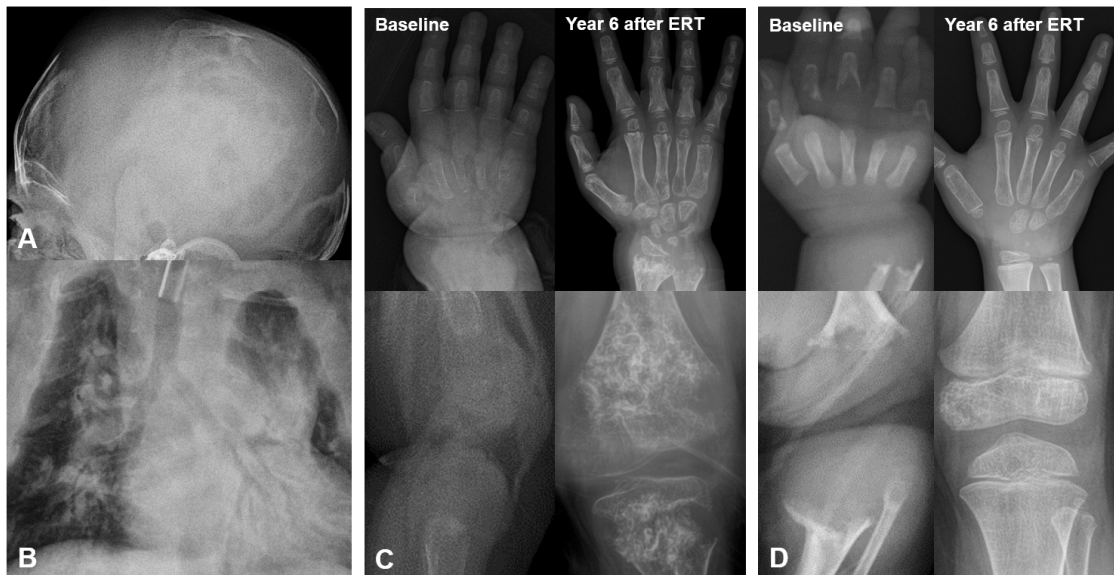 A
B
Baseline
Year 6 after ERT
C
Baseline
Year 6 after ERT
D